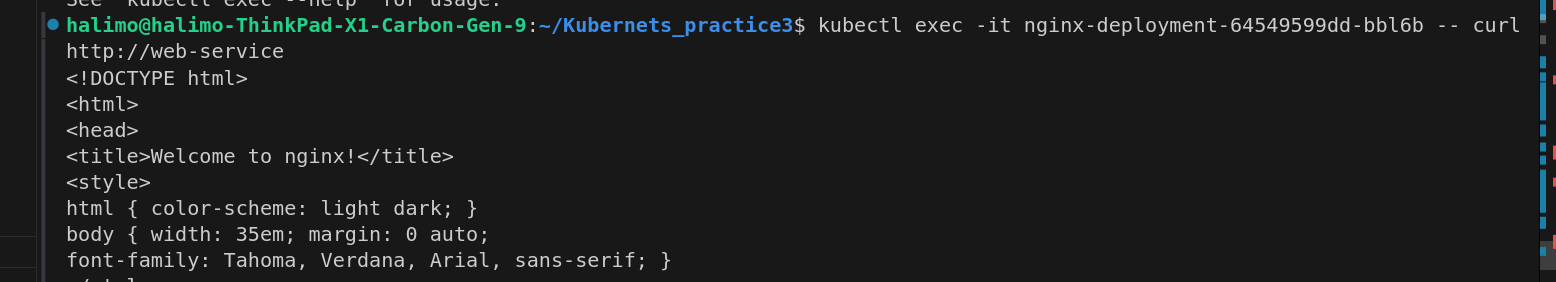 See 'kubectl exec --help' for usage.
halimo@halimo-ThinkPad-X1-Carbon-Gen-9:~/Kubernets_practice3$ kubectl exec -it nginx-deployment-64549599dd-bbl6b -- curl
http://web-service
<!DOCTYPE html>
<html>
<head>
<title>Welcome to nginx!</title>
<style>
html { color-scheme: light dark; }
body { width: 35em; margin: 0 auto;
font-family: Tahoma, Verdana, Arial, sans-serif; }